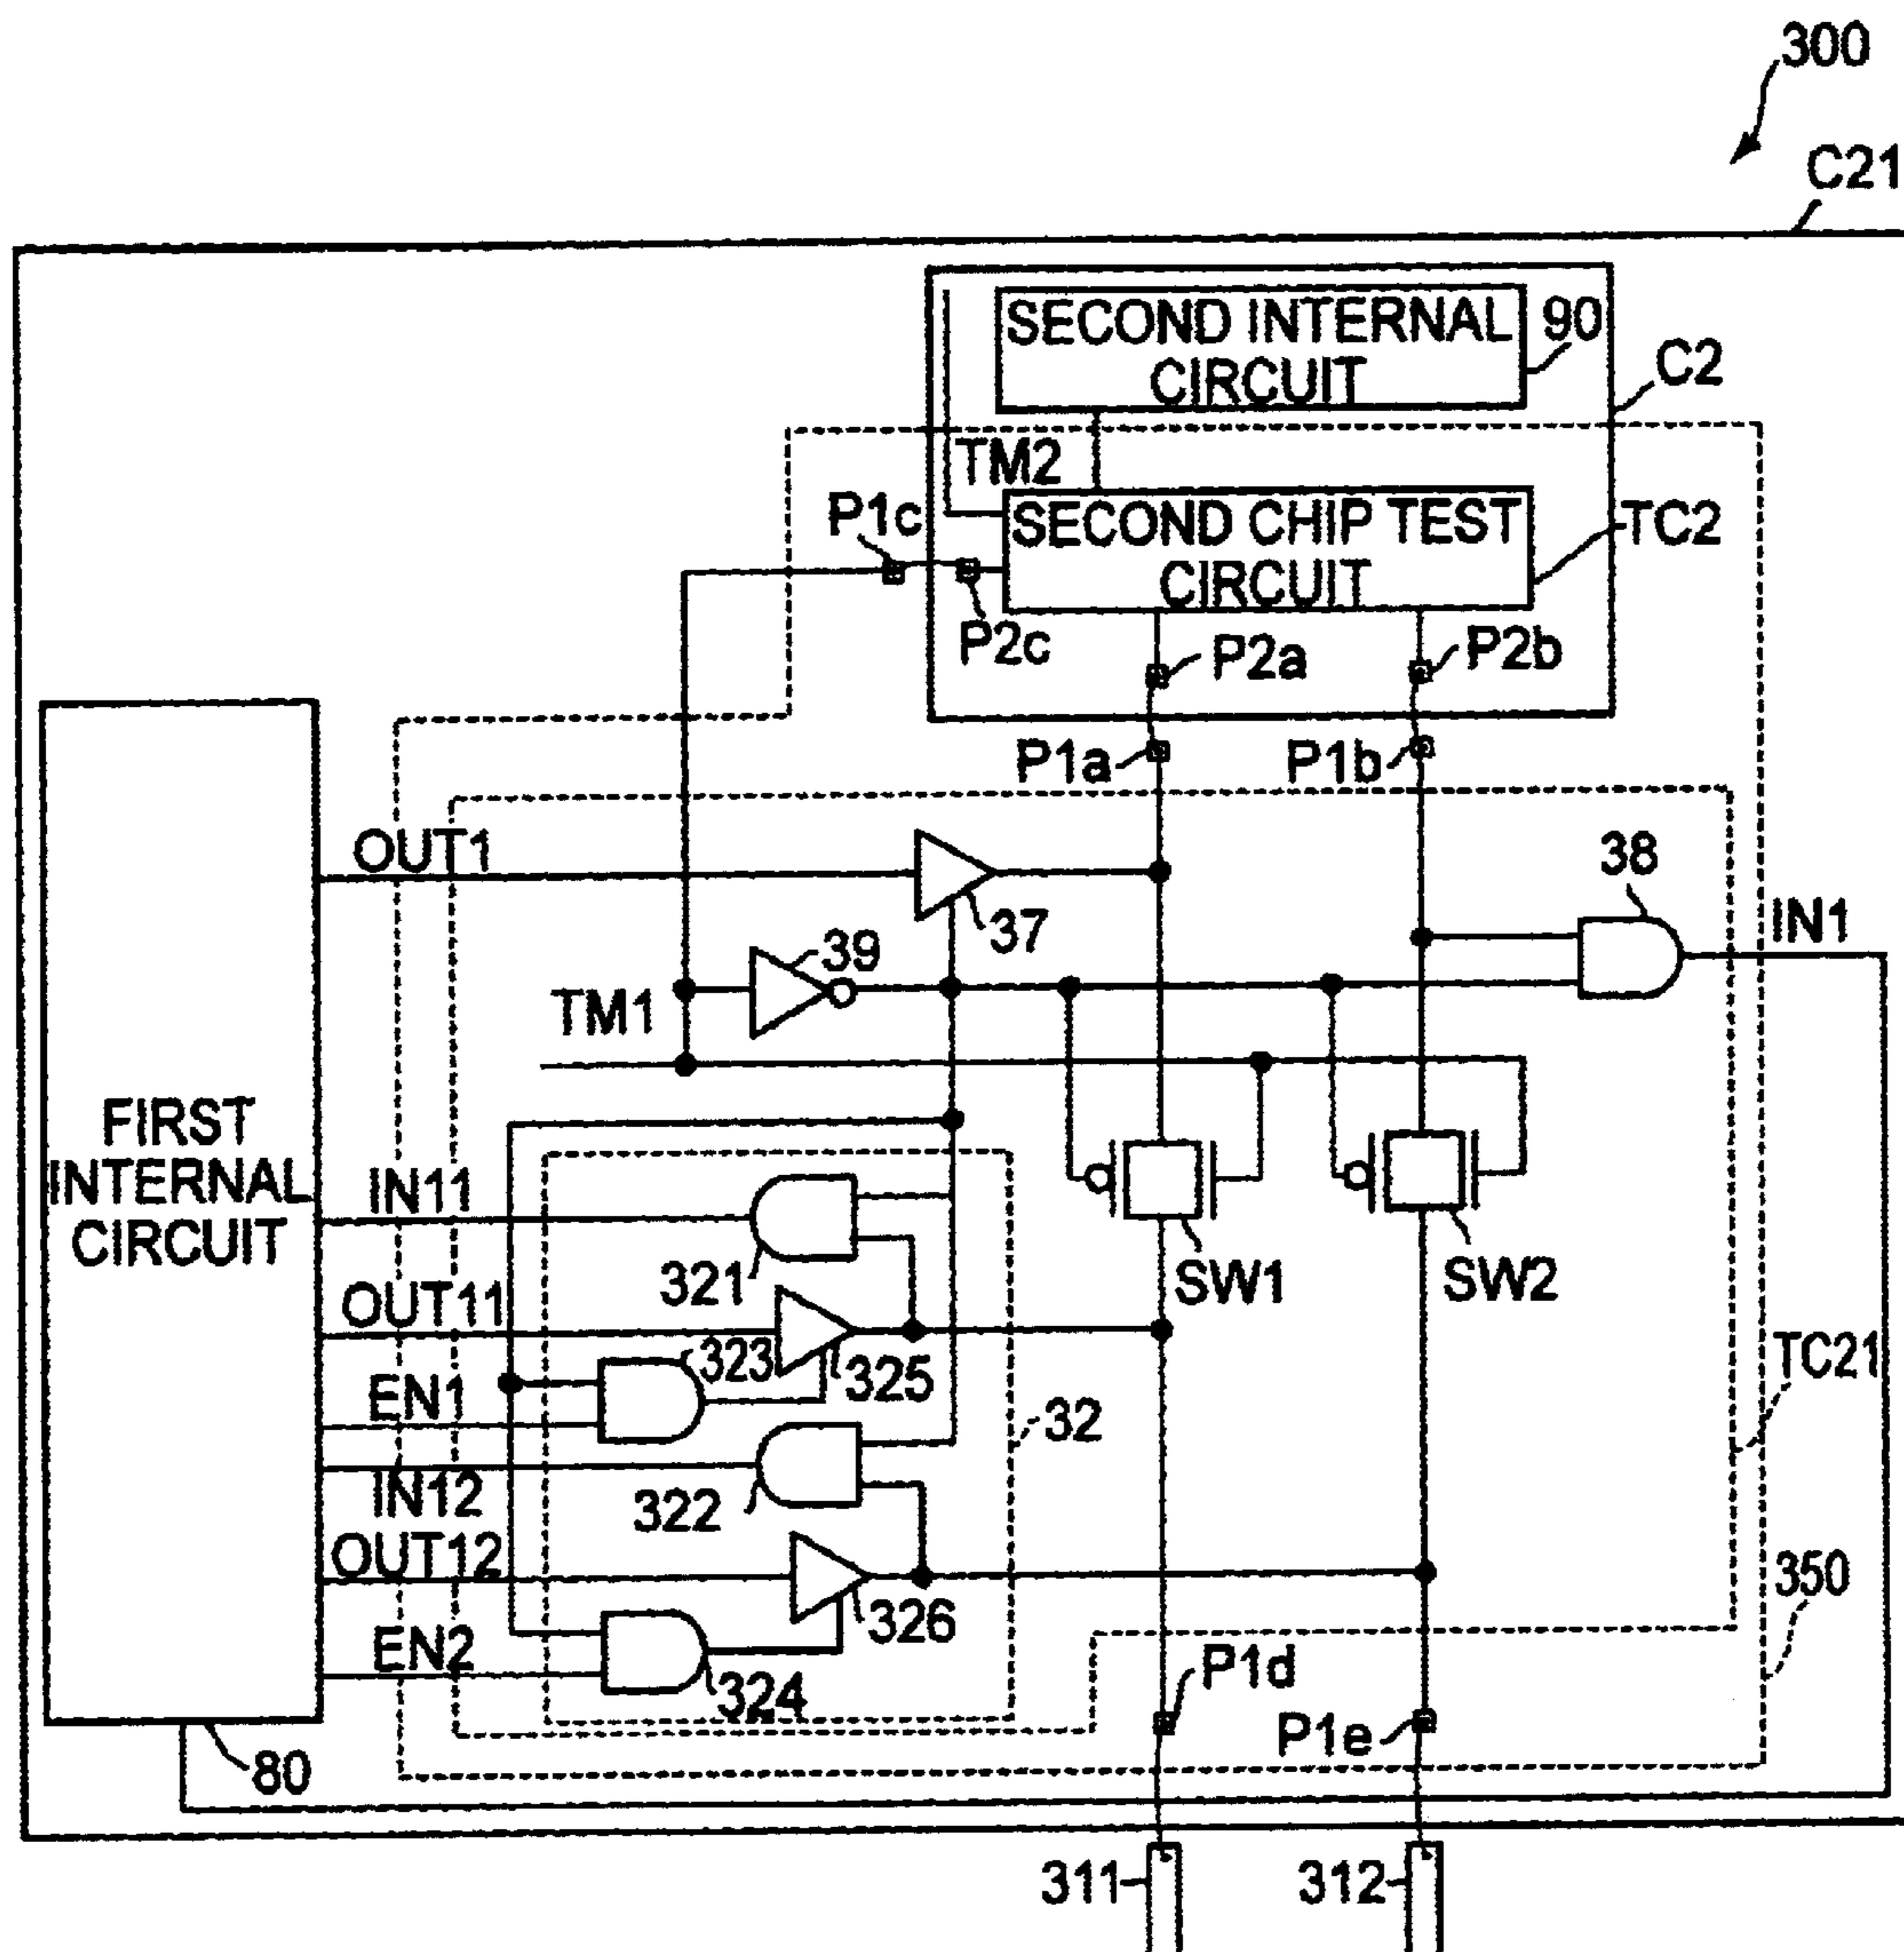 300
C21
SECOND INTERNAL
CIRCUIT
90
C2
TM2
P1c
SECOND CHIP TEST
CIRCUIT
TC2
P2c
P2a
P2b
P1a
P1b
OUT1
37
38
IN1
39
TM1
FIRST
INTERNAL
CIRCUIT
IN11
321
SW1
SW2
OUT11
323
325
TC21
EN1
32
IN12
322
OUT12
326
350
EN2
324
P1d
P1e
80
311
312